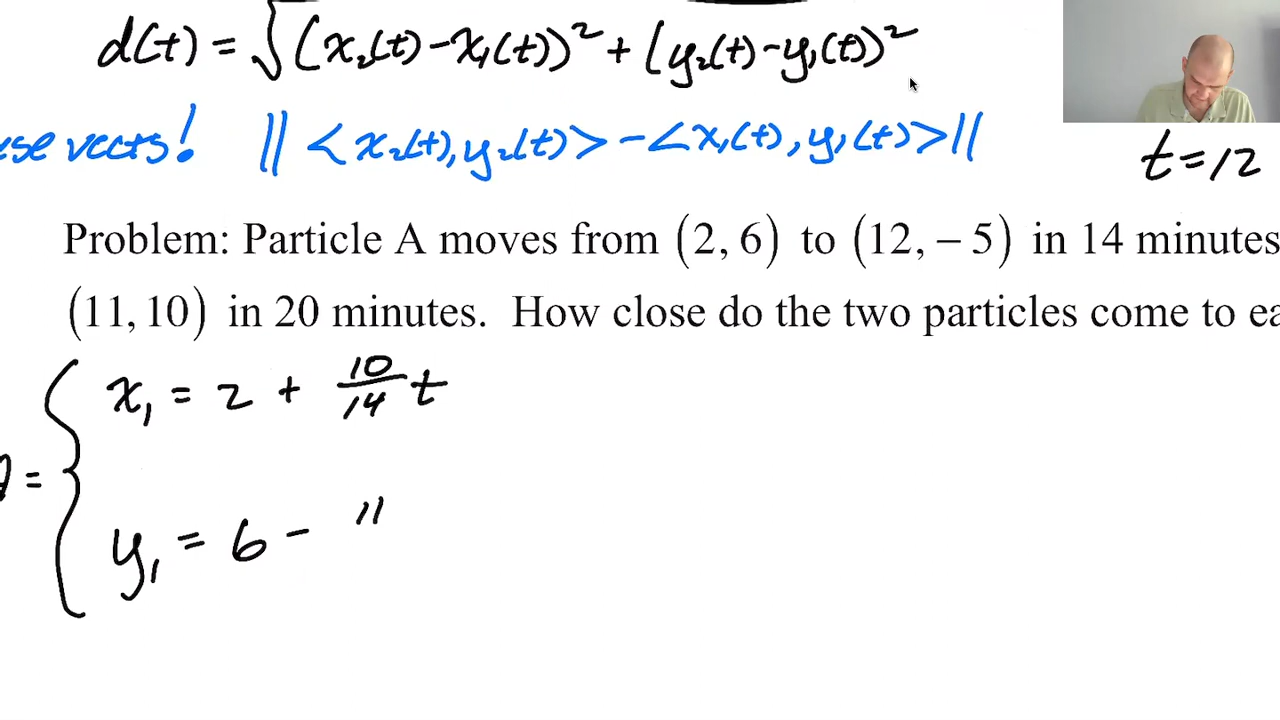 d(t) = √(x₂(t) - x₁(t))² + (y₂(t) - y₁(t))²
vects! || <x₂(t), y₂(t)> - <x₁(t), y₁(t)> ||
t = 12
Problem: Particle A moves from (2, 6) to (12, – 5) in 14 minutes
(11, 10) in 20 minutes. How close do the two particles come to
x₁ = 2 + 10/14 t
=
y₁ = 6 - 11